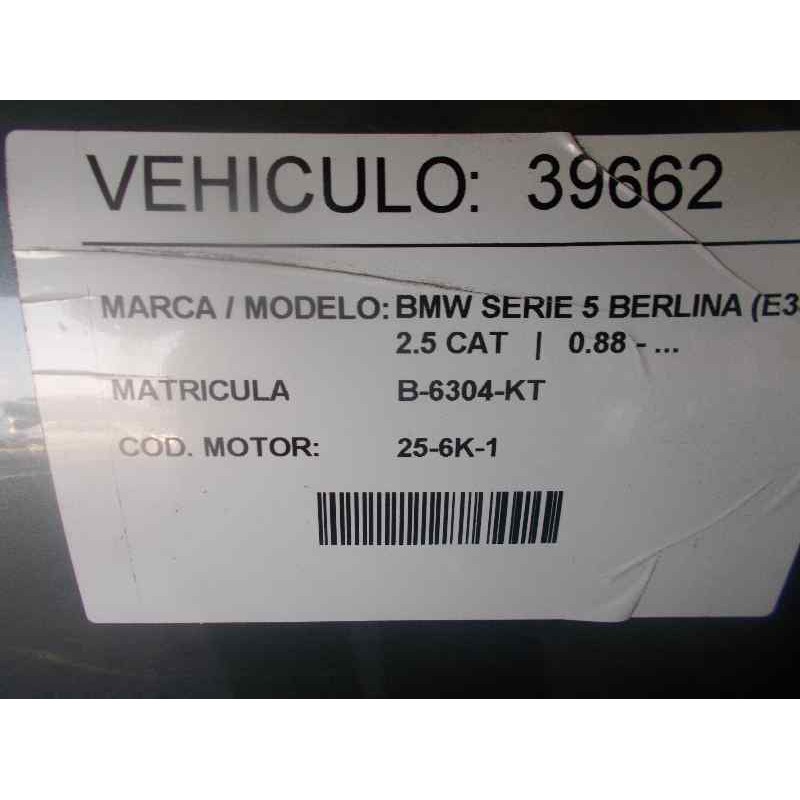 VEHICULO: 39662
MARCA / MODELO: BMW SERIE 5 BERLINA (E3
2.5 CAT | 0.88 - ...
MATRICULA B-6304-KT
COD. MOTOR: 25-6K-1